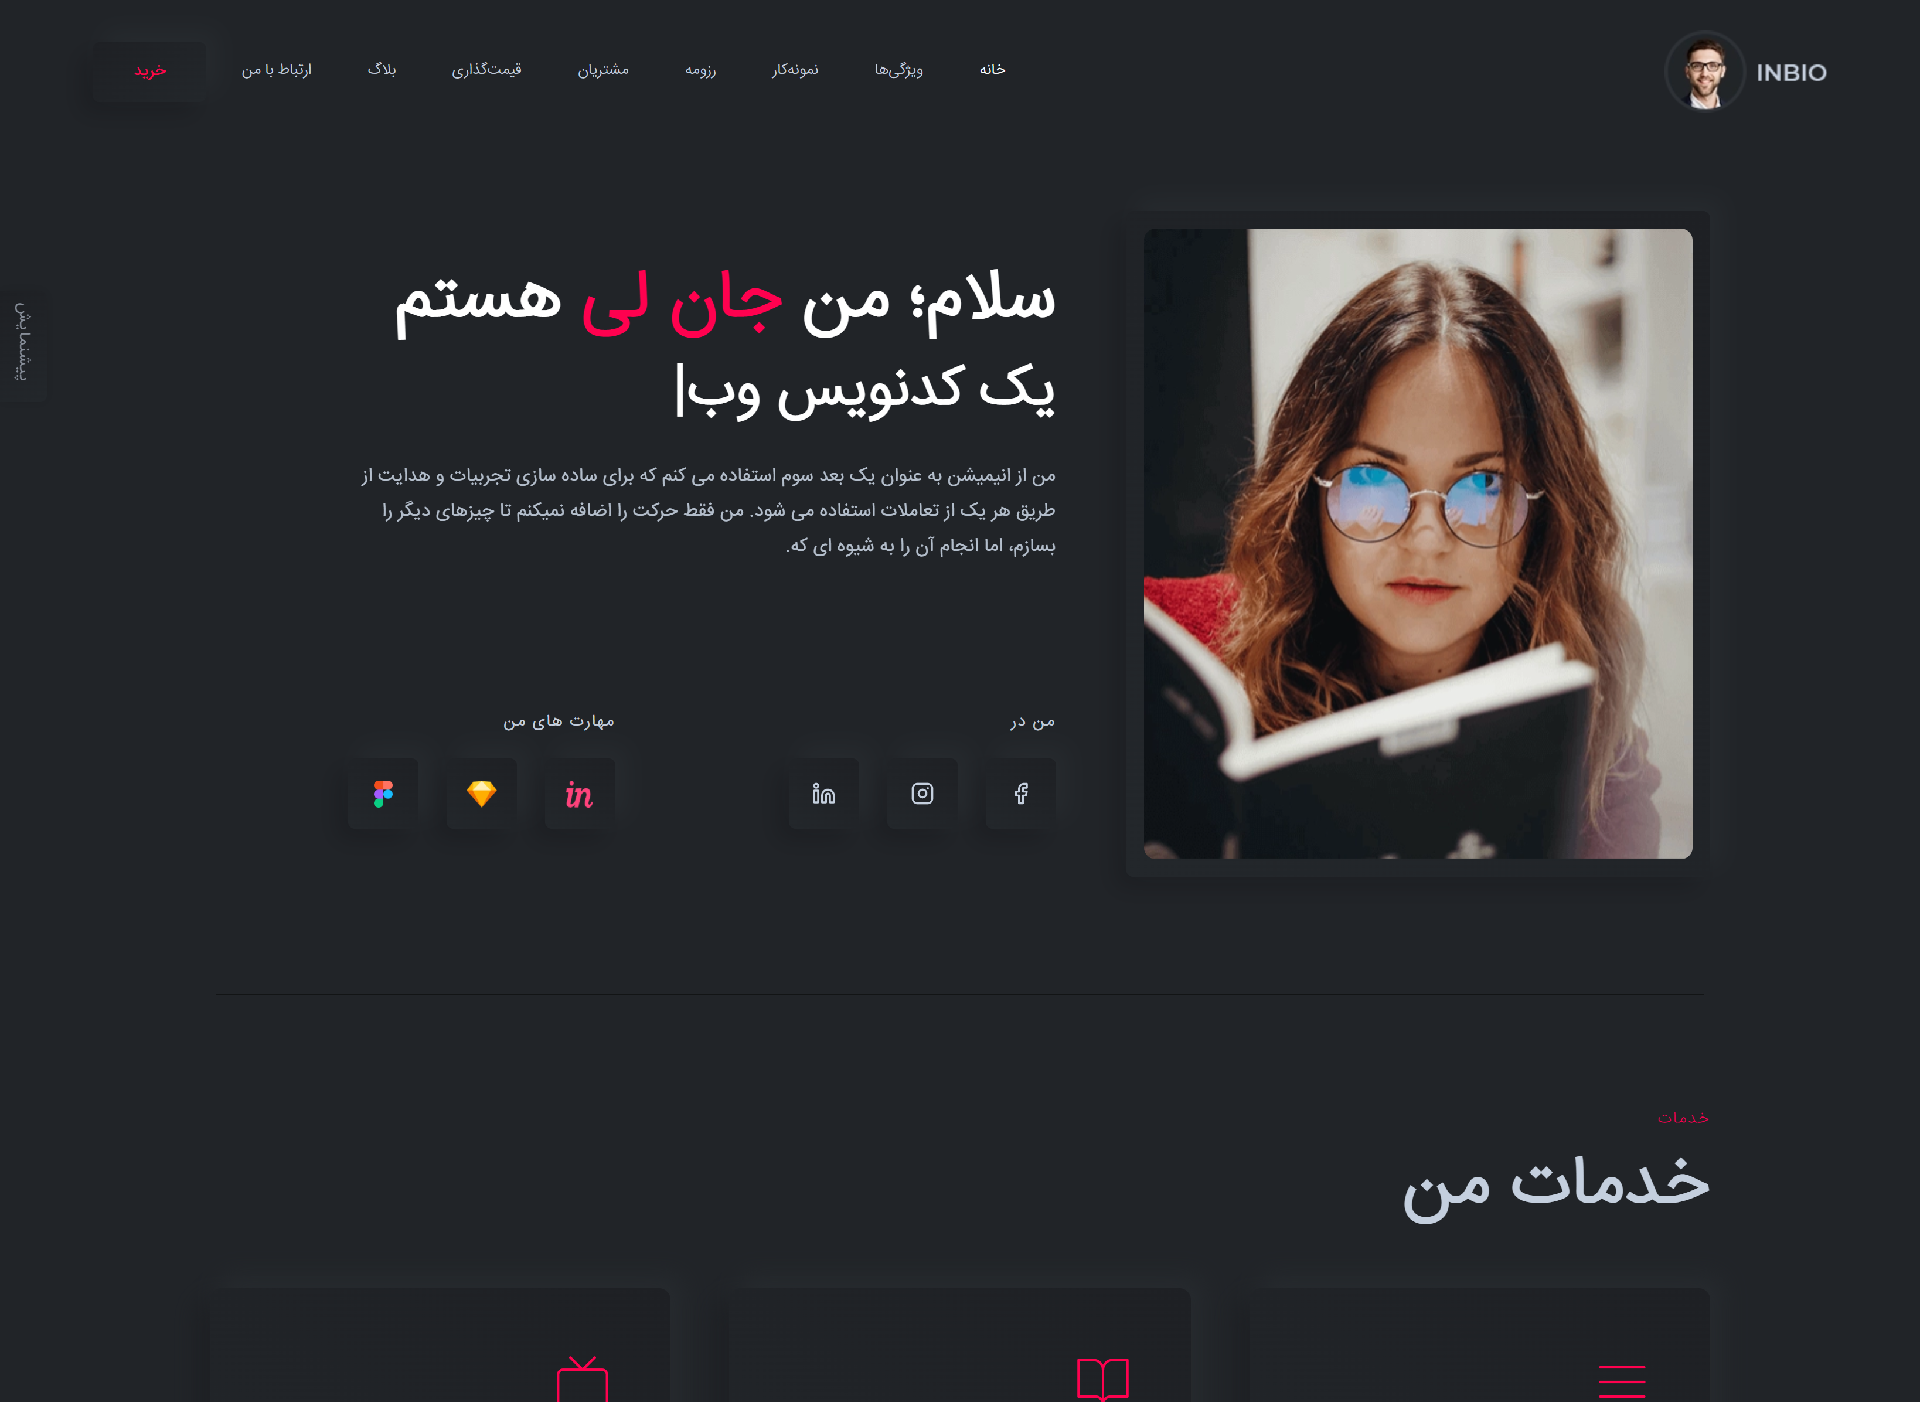 INBIO
خانه
ویژگی‌ها
نمونه‌کار
رزومه
مشتریان
قیمت‌گذاری
بلاگ
ارتباط با من
خرید
سلام؛ من جان لی هستم
یک کدنویس وب|
من از انیمیشن به عنوان یک بعد سوم استفاده می کنم که برای ساده سازی تجربیات و هدایت از
طریق هر یک از تعاملات استفاده می شود. من فقط حرکت را اضافه نمیکنم تا چیزهای دیگر را
بسازم، اما انجام آن را به شیوه ای که.
پیشنمایش
من در
مهارت های من
خدمات
خدمات من